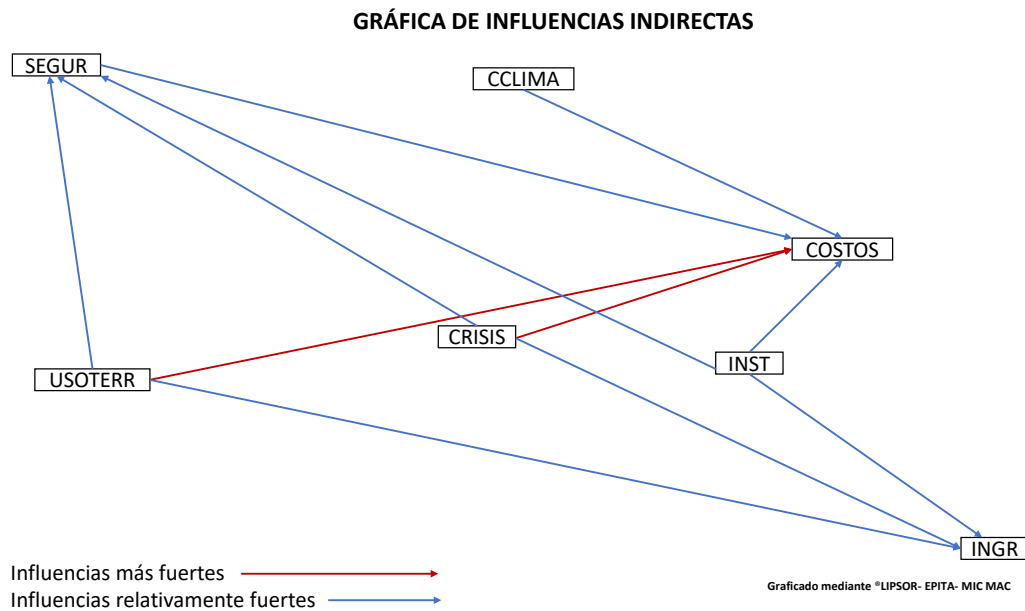 GRÁFICA DE INFLUENCIAS INDIRECTAS
SEGUR
CCLIMA
COSTOS
CRISIS
INST
USOTERR
INGR
Influencias más fuertes
Influencias relativamente fuertes
Graficado mediante ®LIPSOR- EPITA- MIC MAC